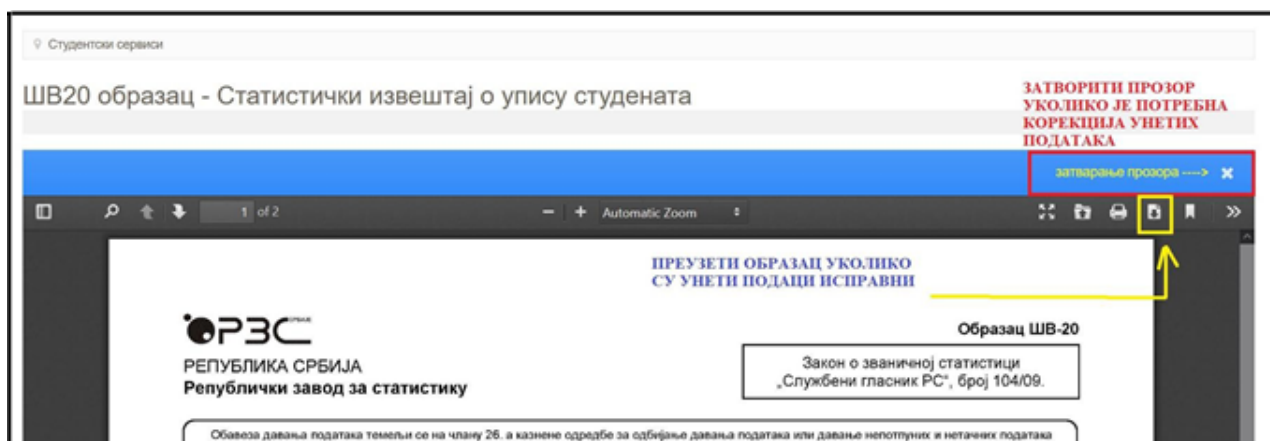 Студентски сервиси
ШВ20 образац - Статистички извештај о упису студената
ЗАТВОРИТИ ПРОЗОР
УКОЛИКО ЈЕ ПОТРЕБНА
КОРЕКЦИЈА УНЕТИХ
ПОДАТАКА
затварање прозора ---->
1 of 2
Automatic Zoom
ПРЕУЗЕТИ ОБРАЗАЦ УКОЛИКО
СУ УНЕТИ ПОДАЦИ ИСПРАВНИ
РЗС
Образац ШВ-20
РЕПУБЛИКА СРБИЈА
Републички завод за статистику
Закон о званичној статистици
„Службени гласник РС“, број 104/09.
Обавеза давања података темељи се на члану 26. а казнене одредбе за одбијање давања података или давање непотпуних и нетачних података